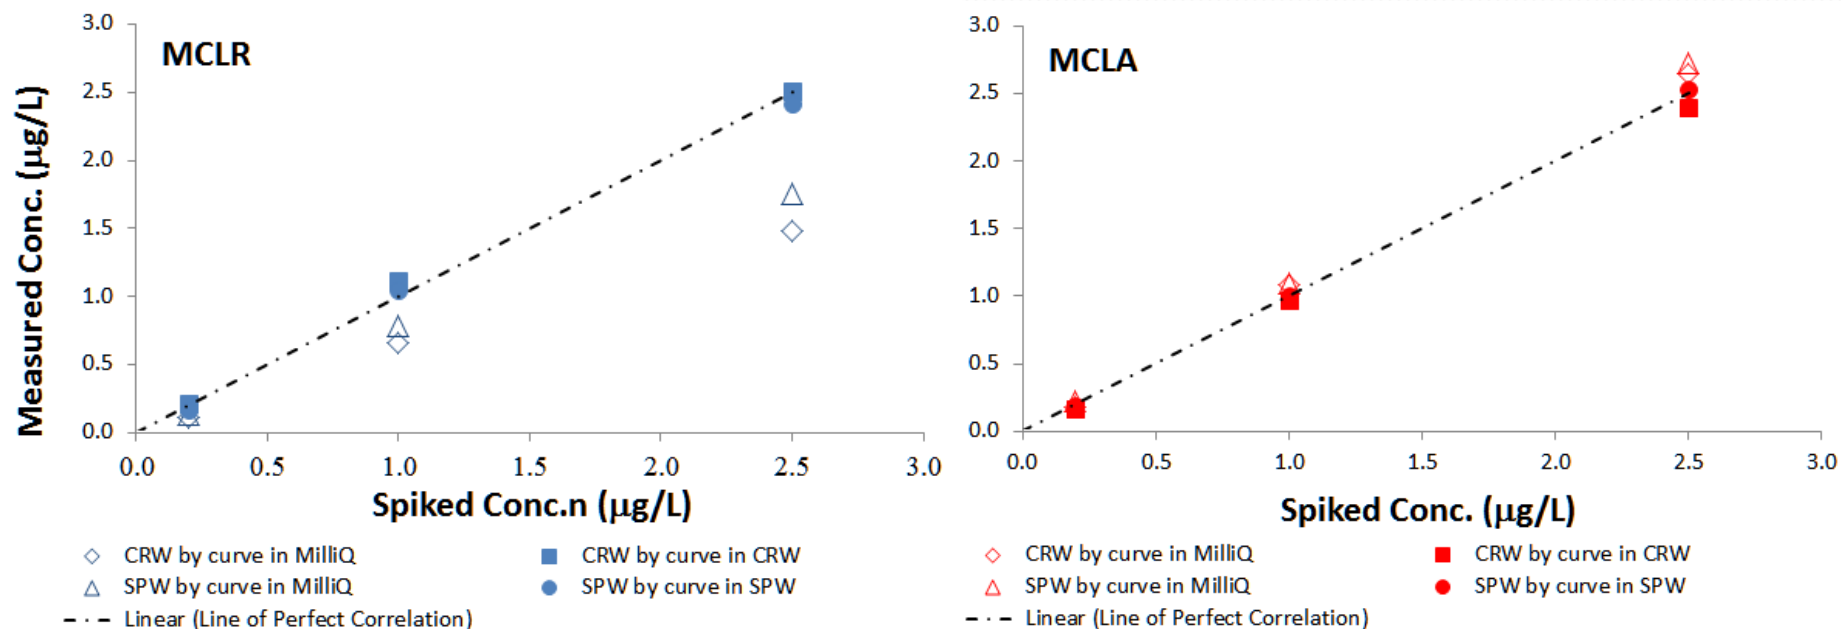 MCLR
Measured Conc. (µg/L)
3.0
2.5
2.0
1.5
1.0
0.5
0.0
0.0 0.5 1.0 1.5 2.0 2.5 3.0
Spiked Conc.n (µg/L)
CRW by curve in MilliQ CRW by curve in CRW
SPW by curve in MilliQ SPW by curve in SPW
Linear (Line of Perfect Correlation)
MCLA
3.0
2.5
2.0
1.5
1.0
0.5
0.0
0.0 0.5 1.0 1.5 2.0 2.5 3.0
Spiked Conc. (µg/L)
CRW by curve in MilliQ CRW by curve in CRW
SPW by curve in MilliQ SPW by curve in SPW
Linear (Line of Perfect Correlation)